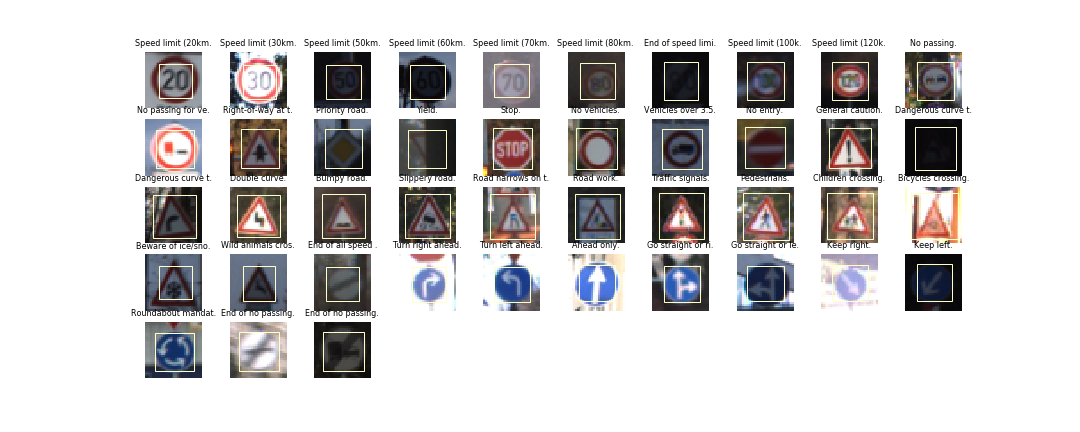 Speed limit (20km.
Speed limit (30km.
Speed limit (50km.
Speed limit (60km.
Speed limit (70km.
Speed limit (80km.
End of speed limi.
Speed limit (100k.
Speed limit (120k.
No passing.
20
30
50
60
70
80
No passing for ve.
Right-of-way at t.
Priority road.
Yield.
Stop.
No vehicles.
Vehicles over 3.5.
No entry.
General caution.
Dangerous curve t.
STOP
Dangerous curve t.
Double curve.
Bumpy road.
Slippery road.
Road narrows on t.
Road work.
Traffic signals.
Pedestrians.
Children crossing.
Bicycles crossing.
Beware of ice/sno.
Wild animals cros.
End of all speed .
Turn right ahead.
Turn left ahead.
Ahead only.
Go straight or r.
Go straight or le.
Keep right.
Keep left.
Roundabout mandat.
End of no passing.
End of no passing.